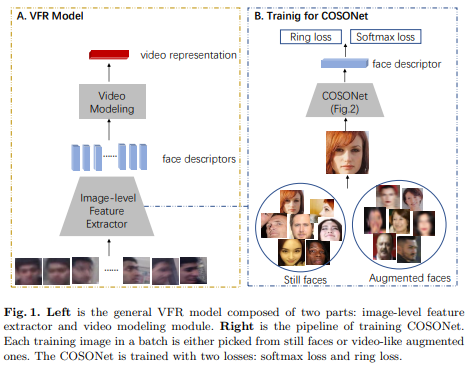 A. VFR Model
video representation
Video
Modeling
......
face descriptors
Image-level
Feature
Extractor
......
B. Trainig for COSONet
Ring loss
Softmax loss
face descriptor
COSONet
(Fig.2)
Still faces
Augmented faces
Fig. 1. Left is the general VFR model composed of two parts: image-level feature
extractor and video modeling module. Right is the pipeline of training COSONet.
Each training image in a batch is either picked from still faces or video-like augmented
ones. The COSONet is trained with two losses: softmax loss and ring loss.